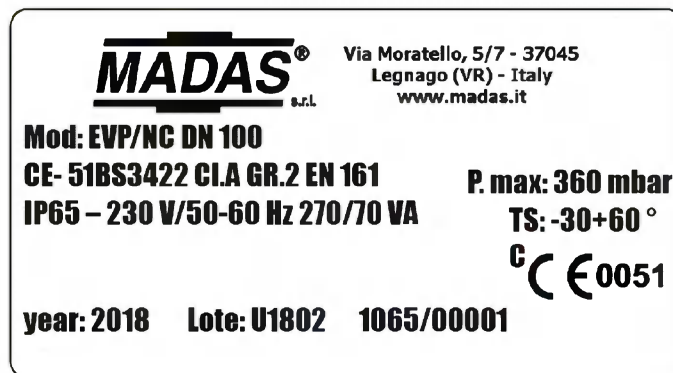 MADAS®
s.r.l.
Via Moratello, 5/7 - 37045
Legnago (VR) - Italy
www.madas.it
Mod: EVP/NC DN 100
CE- 51BS3422 Cl.A GR.2 EN 161
P. max: 360 mbar
IP65 – 230 V/50-60 Hz 270/70 VA
TS: -30+60 °
C
CE 0051
year: 2018 Lote: U1802 1065/00001